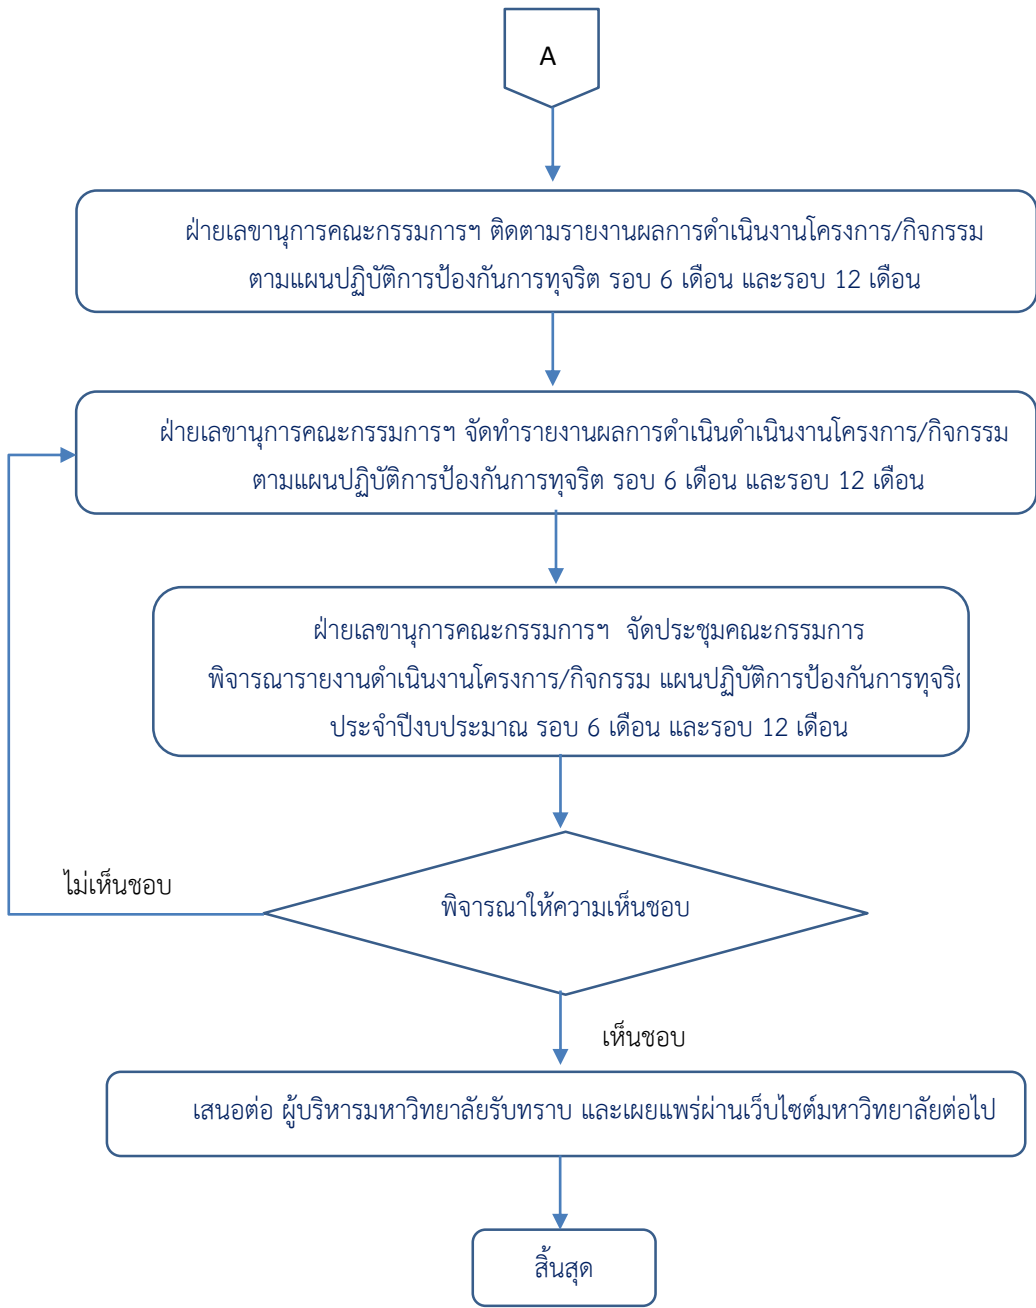 A
ฝ่ายเลขานุการคณะกรรมการฯ ติดตามรายงานผลการดำเนินงานโครงการ/กิจกรรม
ตามแผนปฏิบัติการป้องกันการทุจริต รอบ 6 เดือน และรอบ 12 เดือน
ฝ่ายเลขานุการคณะกรรมการฯ จัดทำรายงานผลการดำเนินดำเนินงานโครงการ/กิจกรรม
ตามแผนปฏิบัติการป้องกันการทุจริต รอบ 6 เดือน และรอบ 12 เดือน
ฝ่ายเลขานุการคณะกรรมการฯ จัดประชุมคณะกรรมการ
พิจารณารายงานดำเนินงานโครงการ/กิจกรรม แผนปฏิบัติการป้องกันการทุจริต
ประจำปีงบประมาณ รอบ 6 เดือน และรอบ 12 เดือน
ไม่เห็นชอบ
พิจารณาให้ความเห็นชอบ
เห็นชอบ
เสนอต่อ ผู้บริหารมหาวิทยาลัยรับทราบ และเผยแพร่ผ่านเว็บไซต์มหาวิทยาลัยต่อไป
สิ้นสุด